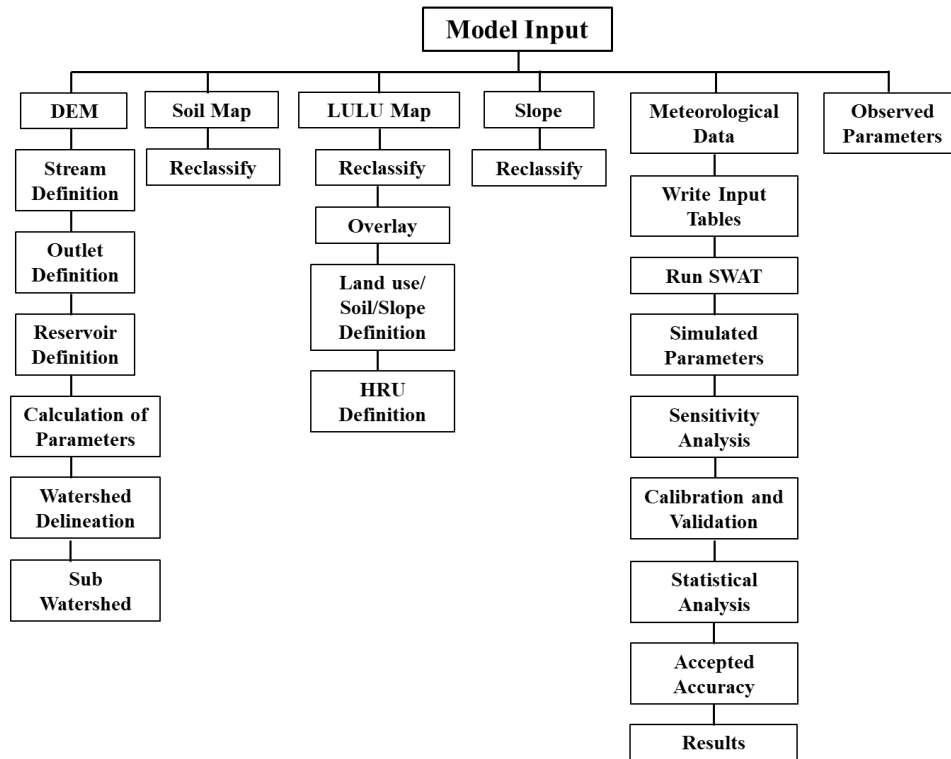 Model Input
DEM
Soil Map
LULU Map
Slope
Meteorological
Data
Observed
Parameters
Stream
Definition
Reclassify
Reclassify
Reclassify
Write Input
Tables
Outlet
Definition
Overlay
Run SWAT
Reservoir
Definition
Land use/
Soil/Slope
Definition
Simulated
Parameters
Calculation of
Parameters
HRU
Definition
Sensitivity
Analysis
Watershed
Delineation
Calibration and
Validation
Sub
Watershed
Statistical
Analysis
Accepted
Accuracy
Results